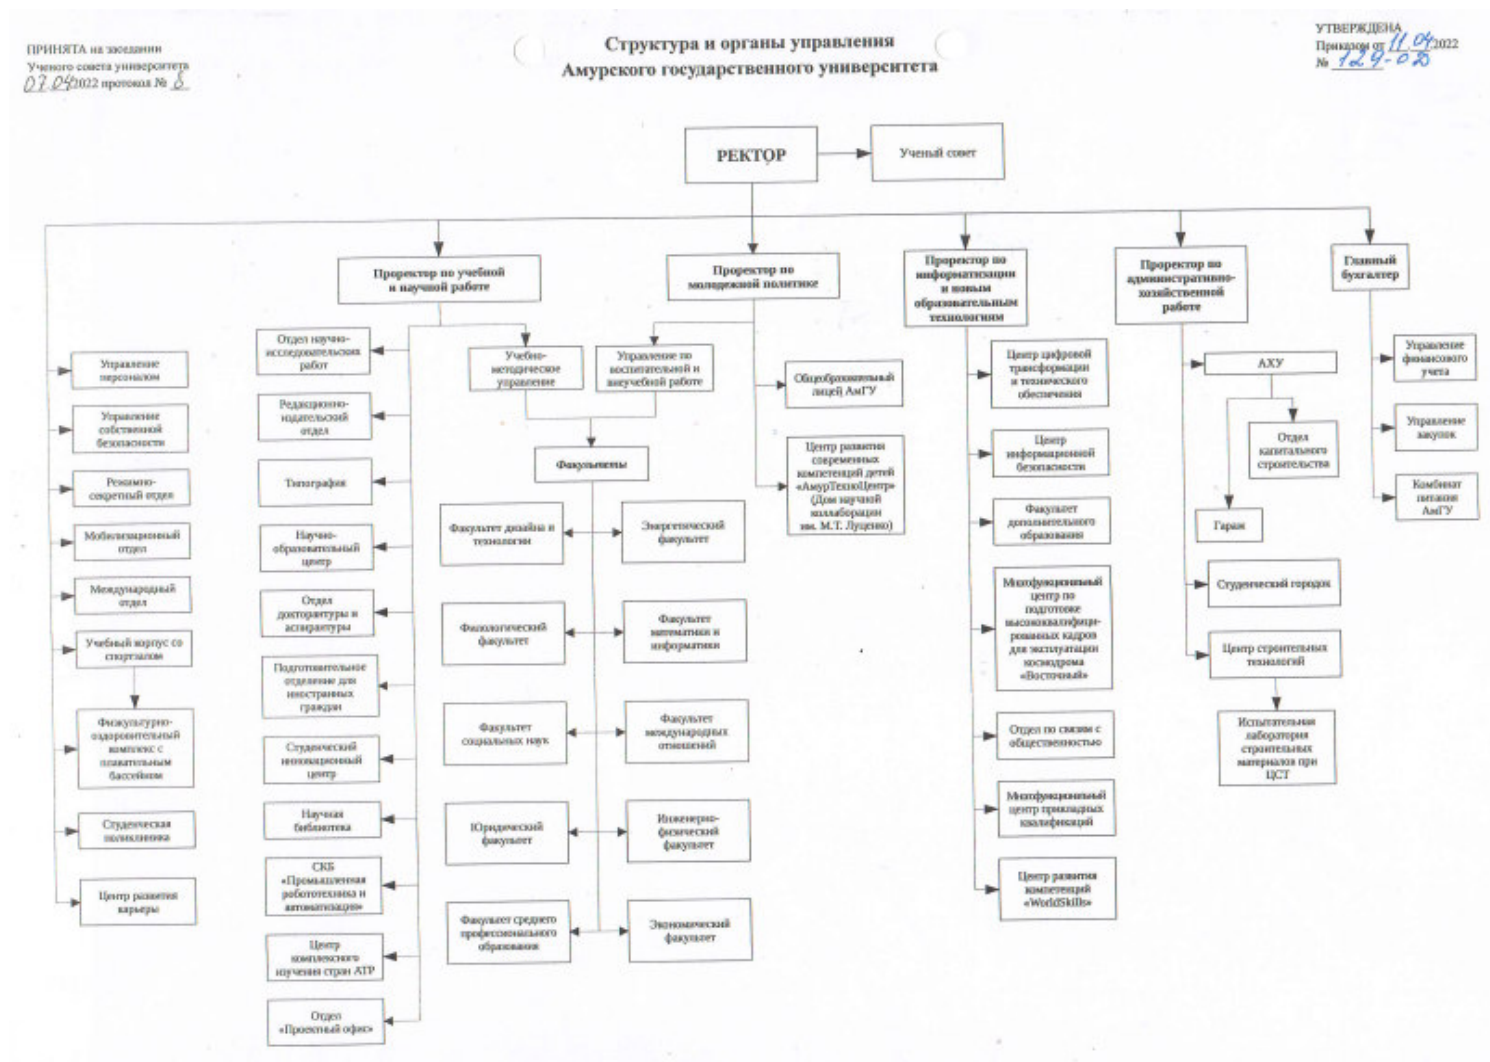 ПРИНЯТА на заседании
Ученого совета университета
07.04.2022 протокол № 8
Структура и органы управления
Амурского государственного университета
УТВЕРЖДЕНА
Приказом от 11.04.2022
№ 129-ОД
РЕКТОР
Ученый совет
Проректор по учебной
и научной работе
Проректор по
молодежной политике
Проректор по
информатизации
и новым
образовательным
технологиям
Проректор по
административно-
хозяйственной
работе
Главный
бухгалтер
Управление
персоналом
Управление
собственной
безопасности
Режимно-
секретный отдел
Мобилизационный
отдел
Международный
отдел
Учебный корпус со
спортзалом
Физкультурно-
оздоровительный
комплекс с
плавательным
бассейном
Студенческая
поликлиника
Центр развития
карьеры
Отдел научно-
исследовательских
работ
Редакционно-
издательский
отдел
Типография
Научно-
образовательный
центр
Отдел
докторантуры и
аспирантуры
Подготовительное
отделение для
иностранных
граждан
Студенческий
инновационный
центр
Научная
библиотека
СКБ
«Промышленная
робототехника и
автоматизация»
Центр
комплексного
изучения стран АТР
Отдел
«Проектный офис»
Учебно-
методическое
управление
Управление по
воспитательной и
внеучебной работе
Факультеты
Факультет дизайна и
технологии
Энергетический
факультет
Филологический
факультет
Факультет
математики и
информатики
Факультет
социальных наук
Факультет
международных
отношений
Юридический
факультет
Инженерно-
физический
факультет
Факультет среднего
профессионального
образования
Экономический
факультет
Общеобразовательный
лицей АмГУ
Центр развития
современных
компетенций детей
«АмурТехноЦентр»
(Дом научной
коллаборации
им. М.Т. Луценко)
Центр цифровой
трансформации
и технического
обеспечения
Центр
информационной
безопасности
Факультет
дополнительного
образования
Многофункциональный
центр по
подготовке
высококвалифици-
рованных кадров
для эксплуатации
космодрома
«Восточный»
Отдел по связям с
общественностью
Многофункциональный
центр прикладных
квалификаций
Центр развития
компетенций
«WorldSkills»
АХУ
Отдел
капитального
строительства
Гараж
Студенческий городок
Центр строительных
технологий
Испытательная
лаборатория
строительных
материалов при
ЦСТ
Управление
финансового
учета
Управление
закупок
Комбинат
питания
АмГУ